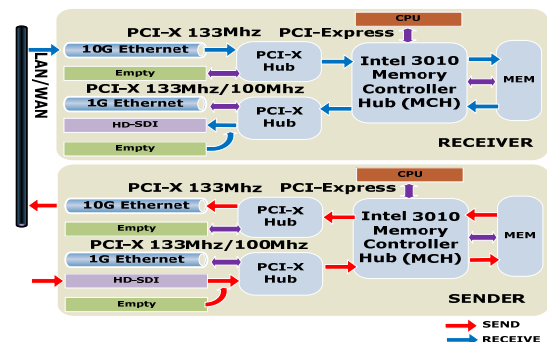 LAN/WAN
PCI-X 133Mhz
PCI-Express
CPU
10G Ethernet
Empty
PCI-X
Hub
Intel 3010
Memory
Controller
Hub (MCH)
MEM
PCI-X 133Mhz/100Mhz
1G Ethernet
HD-SDI
Empty
PCI-X
Hub
RECEIVER
PCI-X 133Mhz
PCI-Express
CPU
10G Ethernet
Empty
PCI-X
Hub
Intel 3010
Memory
Controller
Hub (MCH)
MEM
PCI-X 133Mhz/100Mhz
1G Ethernet
HD-SDI
Empty
PCI-X
Hub
SENDER
SEND
RECEIVE